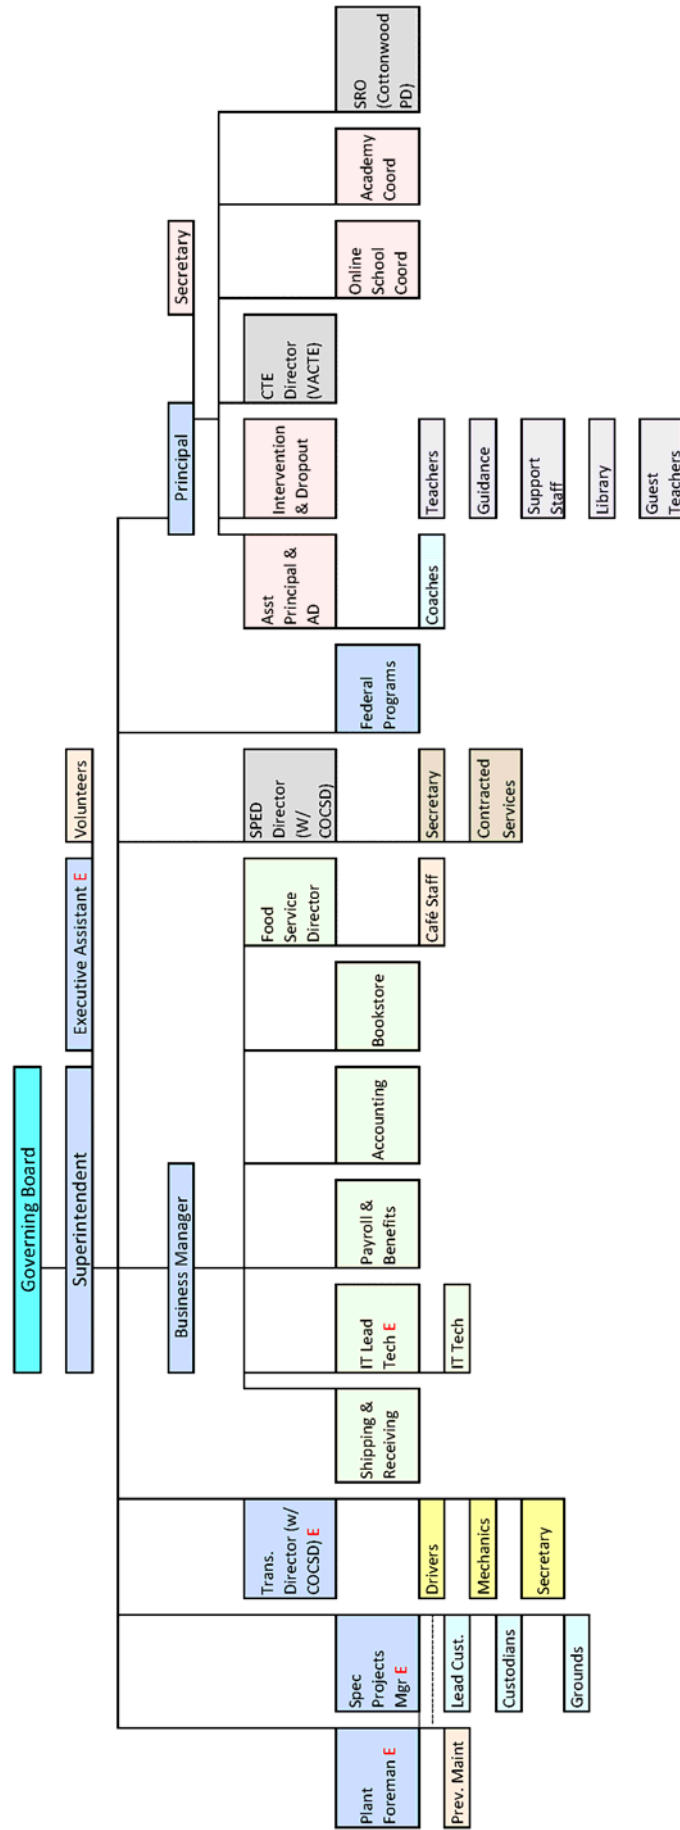 Governing Board
Superintendent
Executive Assistant E
Volunteers
Business Manager
Principal
Secretary
Trans.
Director (w/
COCSD) E
Food
Service
Director
SPED
Director
(W/
COCSD)
Asst
Principal &
AD
Intervention
& Dropout
CTE
Director
(VACTE)
Plant
Foreman E
Spec
Projects
Mgr E
Shipping &
Receiving
IT Lead
Tech E
Payroll &
Benefits
Accounting
Bookstore
Federal
Programs
Online
School
Coord
Academy
Coord
SRO
(Cottonwood
PD)
Prev. Maint
Lead Cust.
Custodians
Grounds
Drivers
Mechanics
Secretary
IT Tech
Café Staff
Secretary
Contracted
Services
Coaches
Teachers
Guidance
Support
Staff
Library
Guest
Teachers